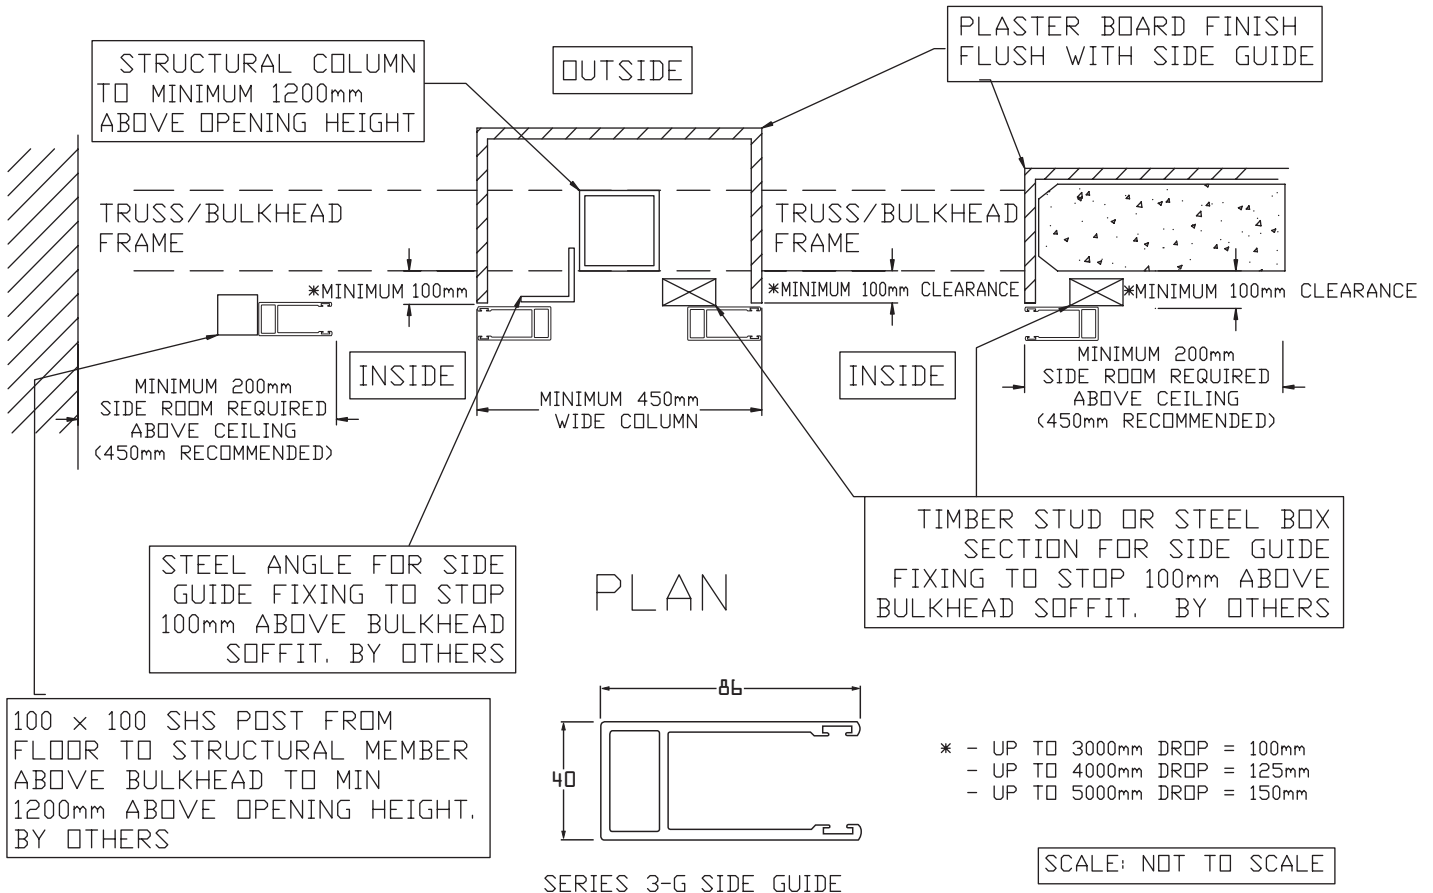 STRUCTURAL COLUMN
TO MINIMUM 1200mm
ABOVE OPENING HEIGHT
OUTSIDE
PLASTER BOARD FINISH
FLUSH WITH SIDE GUIDE
TRUSS/BULKHEAD
FRAME
TRUSS/BULKHEAD
FRAME
*MINIMUM 100mm
*MINIMUM 100mm CLEARANCE
*MINIMUM 100mm CLEARANCE
INSIDE
INSIDE
MINIMUM 200mm
SIDE ROOM REQUIRED
ABOVE CEILING
(450mm RECOMMENDED)
MINIMUM 450mm
WIDE COLUMN
MINIMUM 200mm
SIDE ROOM REQUIRED
ABOVE CEILING
(450mm RECOMMENDED)
STEEL ANGLE FOR SIDE
GUIDE FIXING TO STOP
100mm ABOVE BULKHEAD
SOFFIT. BY OTHERS
PLAN
TIMBER STUD OR STEEL BOX
SECTION FOR SIDE GUIDE
FIXING TO STOP 100mm ABOVE
BULKHEAD SOFFIT. BY OTHERS
100 x 100 SHS POST FROM
FLOOR TO STRUCTURAL MEMBER
ABOVE BULKHEAD TO MIN
1200mm ABOVE OPENING HEIGHT.
BY OTHERS
86
40
SERIES 3-G SIDE GUIDE
* - UP TO 3000mm DROP = 100mm
- UP TO 4000mm DROP = 125mm
- UP TO 5000mm DROP = 150mm
SCALE: NOT TO SCALE